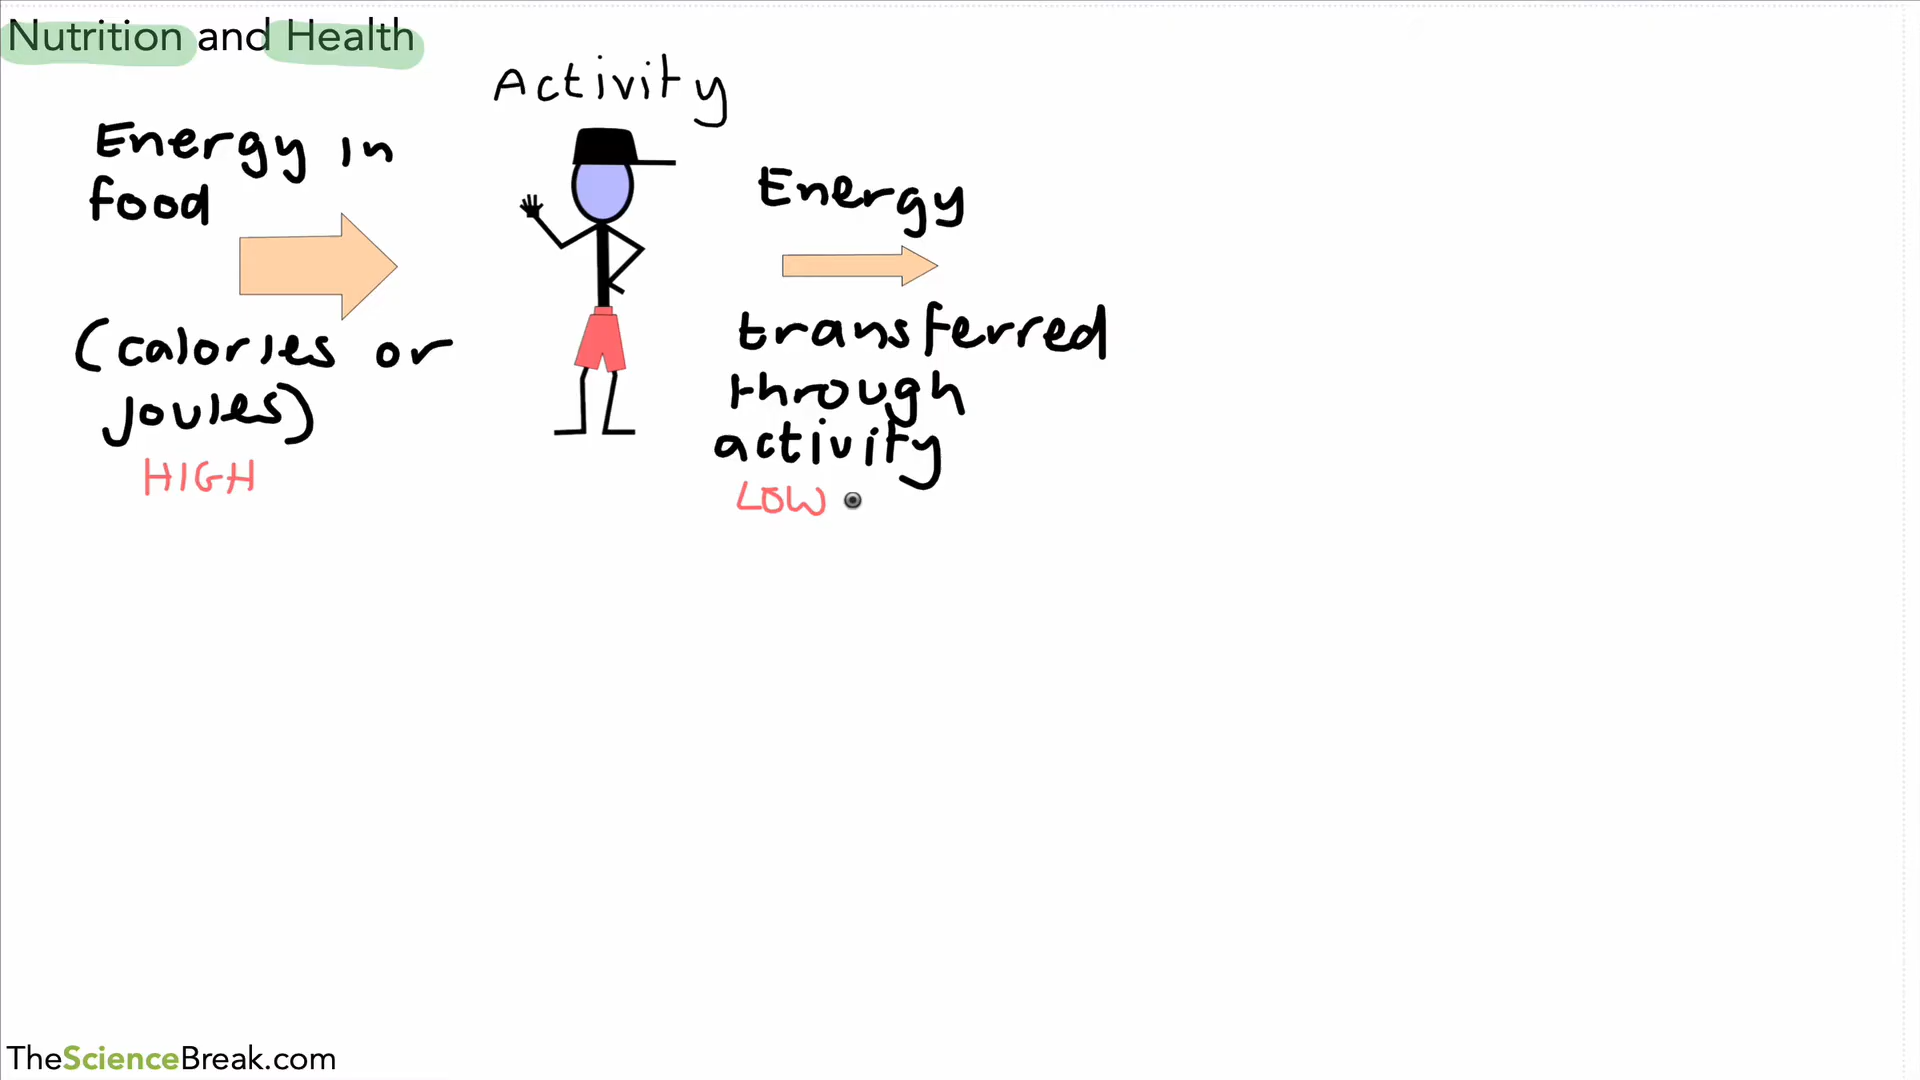 Nutrition and Health
Activity
Energy in
food
(calories or
joules)
HIGH
Energy
transferred
through
activity
LOW
TheScienceBreak.com